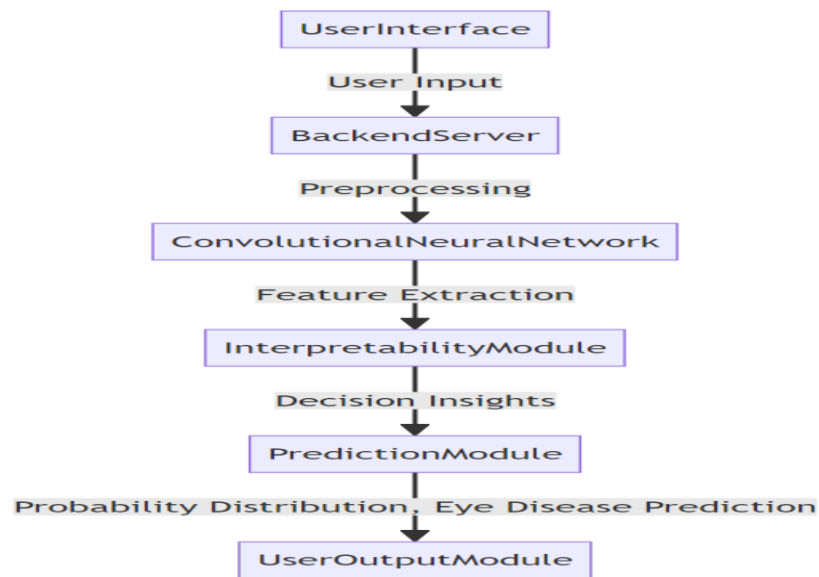 UserInterface
User Input
BackendServer
Preprocessing
ConvolutionalNeuralNetwork
Feature Extraction
InterpretabilityModule
Decision Insights
PredictionModule
Probability Distribution, Eye Disease Prediction
UserOutputModule